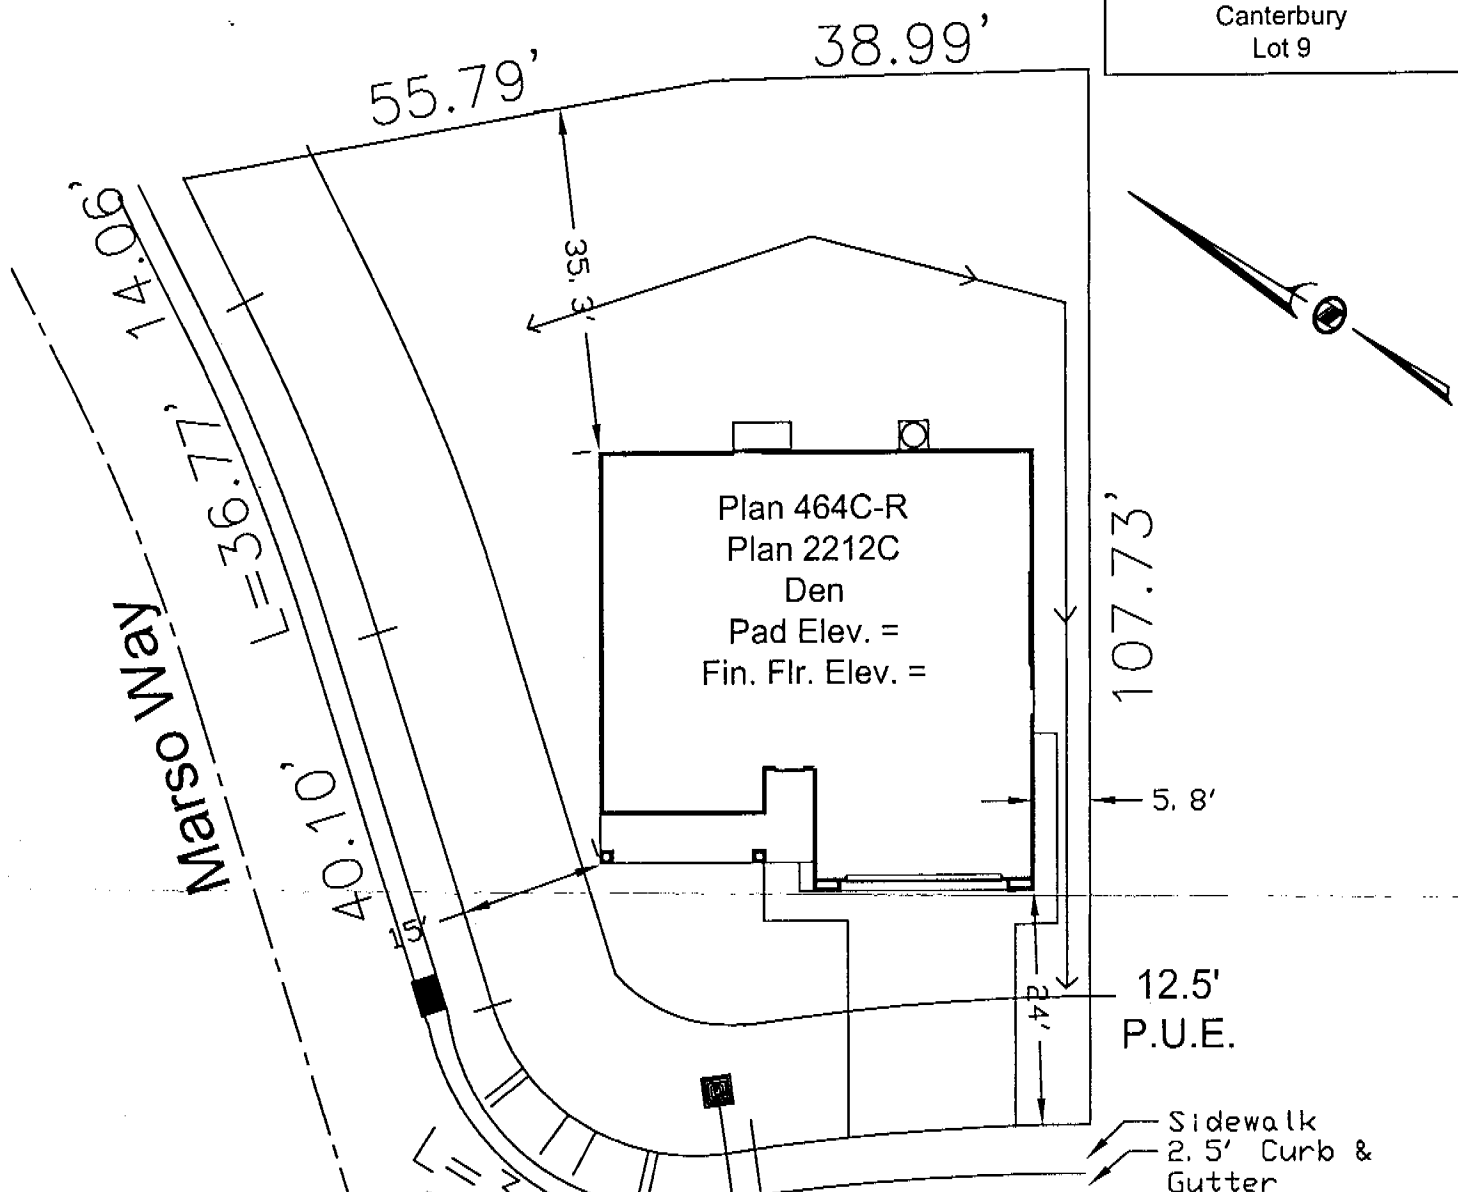 Canterbury
Lot 9
38.99'
55.79'
14.06'
35.3'
L=36.77'
Plan 464C-R
Plan 2212C
Den
Pad Elev. =
Fin. Flr. Elev. =
107.73'
Marso Way
40.10'
5.8'
15'
24'
12.5'
P.U.E.
Sidewalk
2.5' Curb &
Gutter